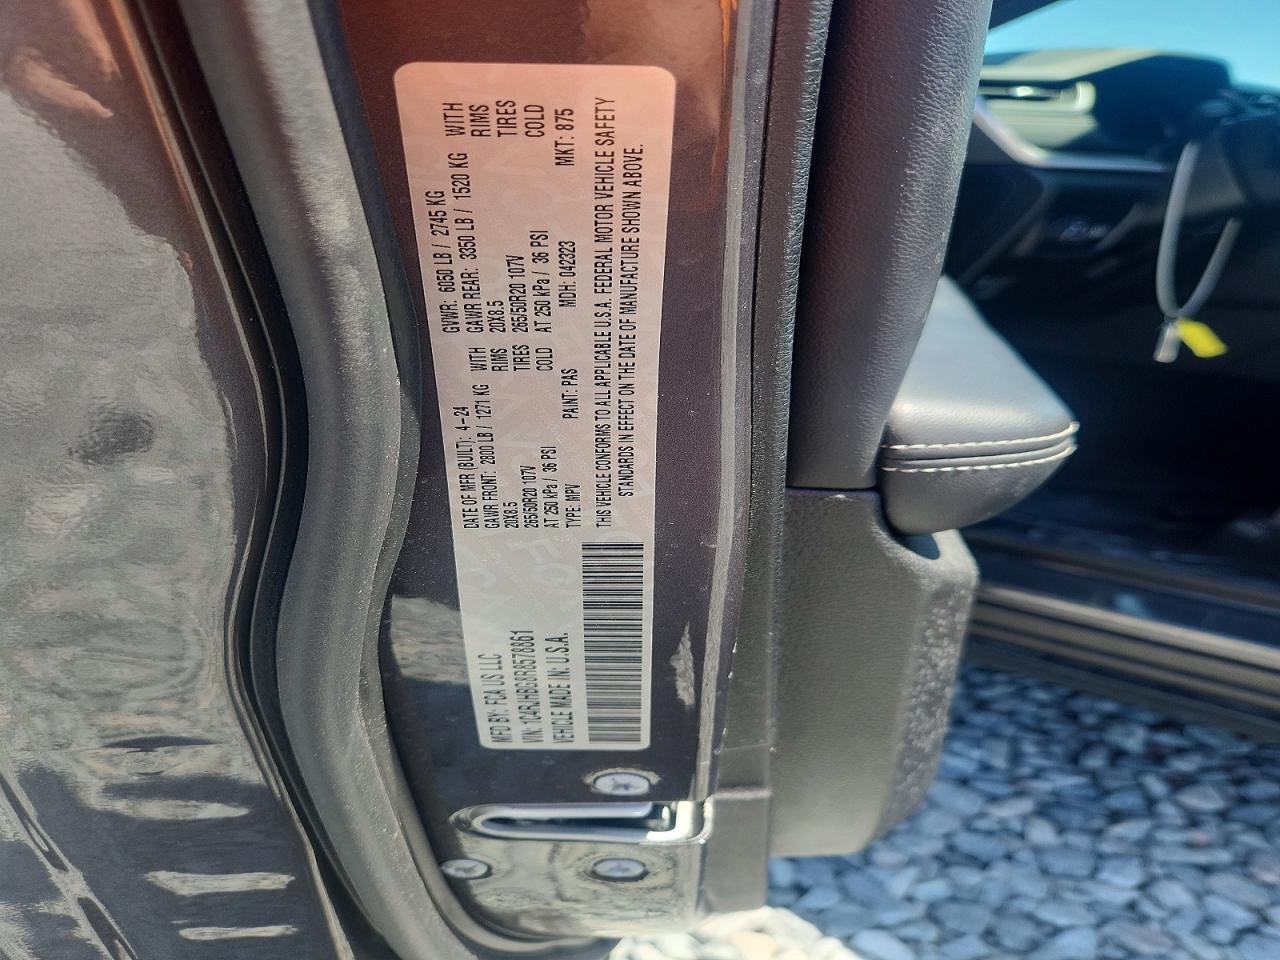 MFD BY: FCA US LLC
DATE OF MFR (BUILT): 4-24
GVWR: 6050 LB / 2745 KG
VIN: 1C4RJHBG8R8578861
GAWR FRONT: 2800 LB / 1271 KG WITH
GAWR REAR: 3350 LB / 1520 KG WITH
20X8.5 RIMS
20X8.5 RIMS
265/50R20 107V TIRES
265/50R20 107V TIRES
AT 250 kPa / 36 PSI COLD
AT 250 kPa / 36 PSI COLD
VEHICLE MADE IN: U.S.A.
TYPE: MPV PAINT: PAS MDH: 042323 MKT: 875
THIS VEHICLE CONFORMS TO ALL APPLICABLE U.S.A. FEDERAL MOTOR VEHICLE SAFETY
STANDARDS IN EFFECT ON THE DATE OF MANUFACTURE SHOWN ABOVE.